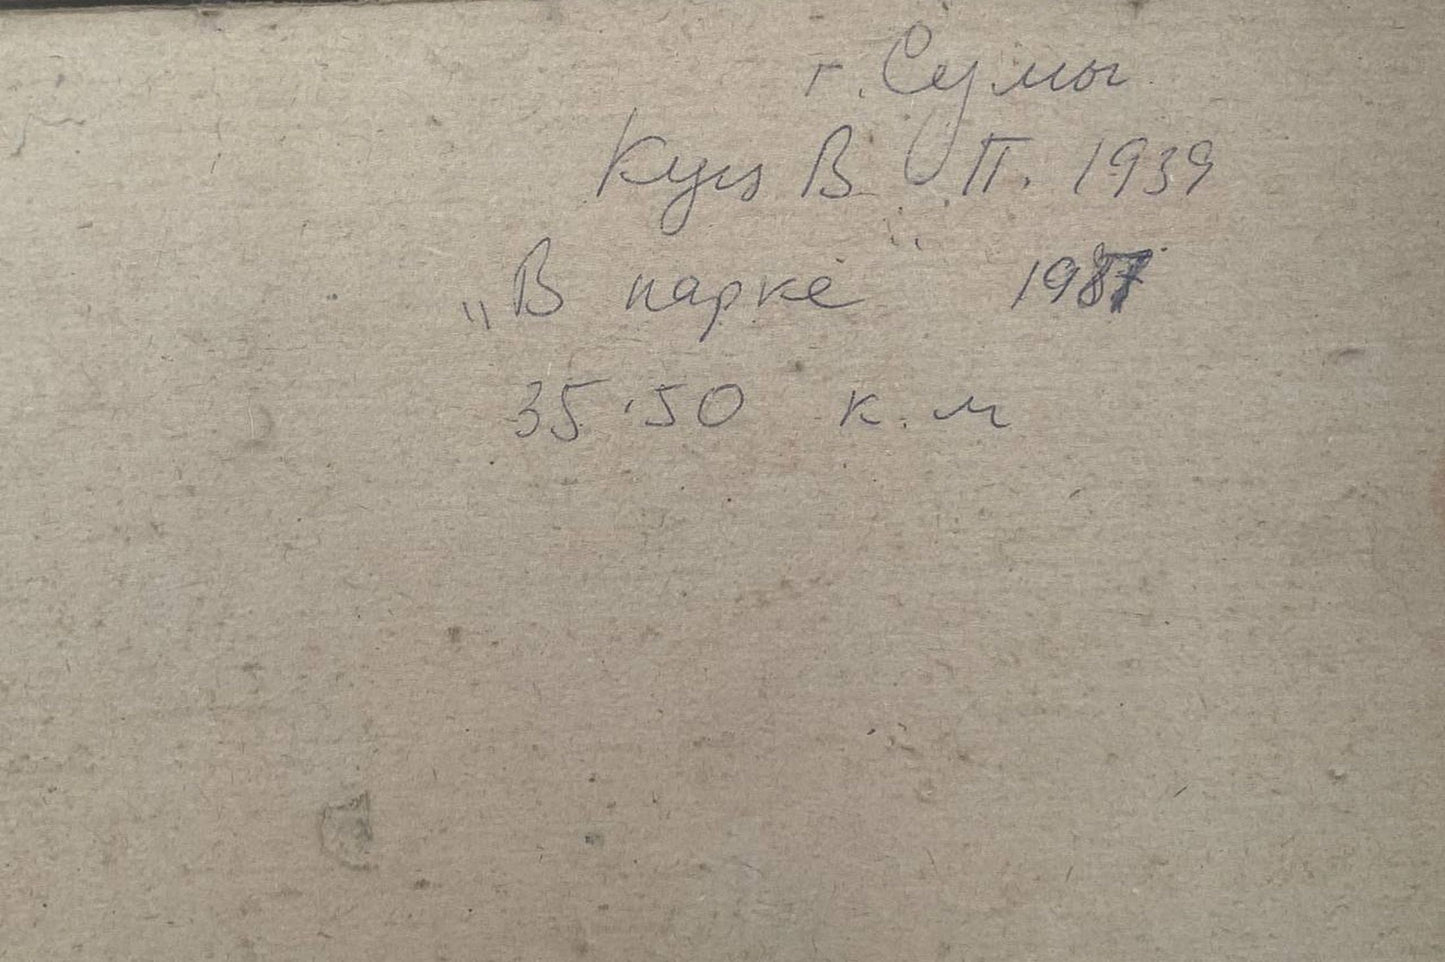 г. Сумы
Куц В П. 1939
„В парке" 1987
35.50 к.м